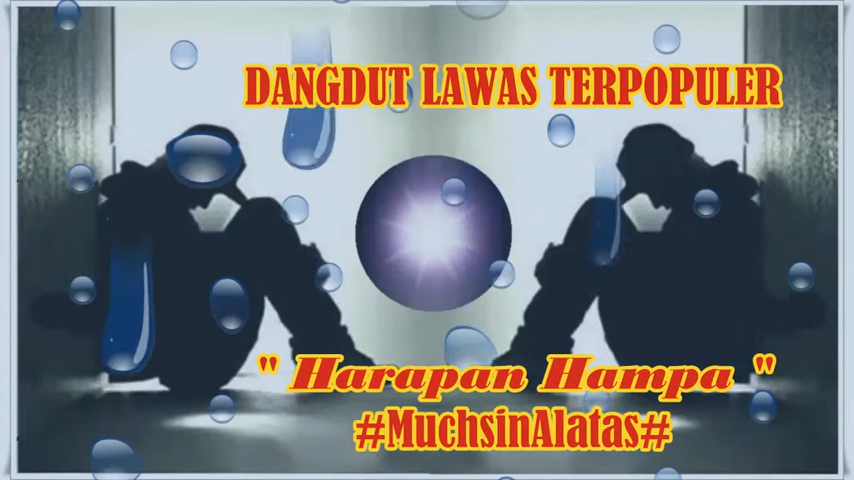 DANGDUT LAWAS TERPOPULER
" Harapan Hampa "
#MuchsinAlatas#